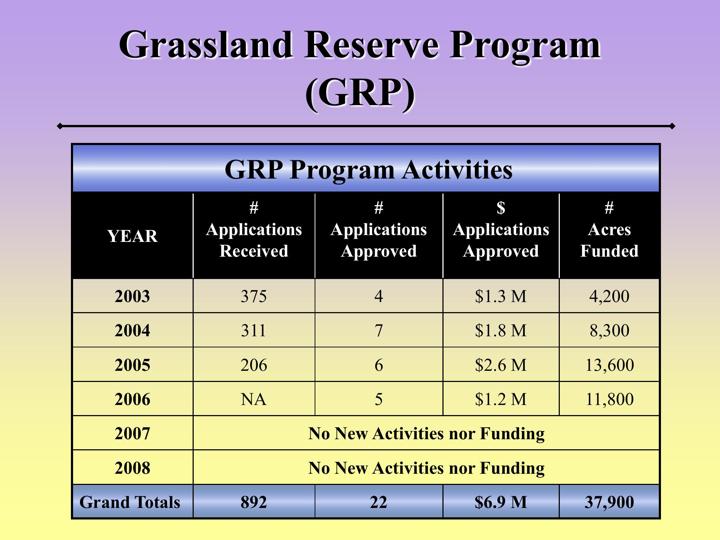 Grassland Reserve Program
(GRP)
GRP Program Activities
YEAR
#
Applications
Received
#
Applications
Approved
$
Applications
Approved
#
Acres
Funded
2003 375 4 $1.3 M 4,200
2004 311 7 $1.8 M 8,300
2005 206 6 $2.6 M 13,600
2006 NA 5 $1.2 M 11,800
2007 No New Activities nor Funding
2008 No New Activities nor Funding
Grand Totals 892 22 $6.9 M 37,900